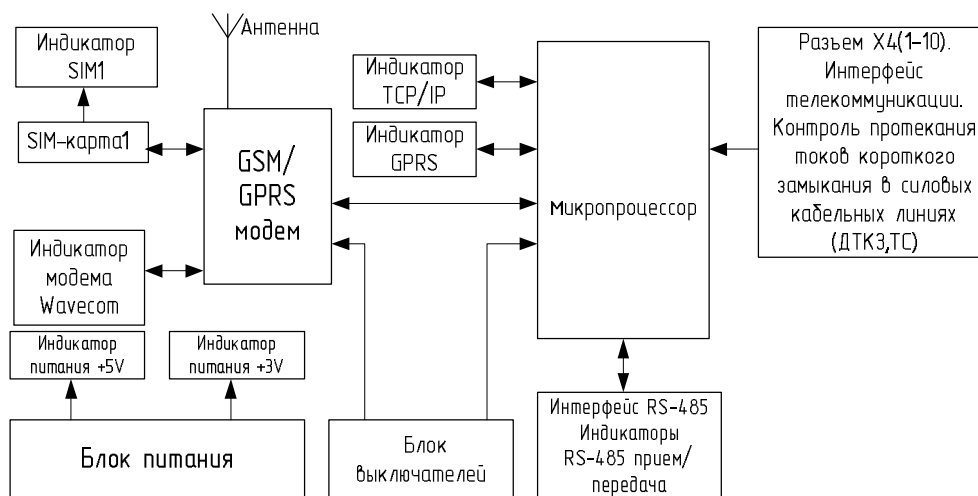 Антенна
Индикатор
SIM1
SIM-карта1
GSM/
GPRS
модем
Индикатор
TCP/IP
Индикатор
GPRS
Микропроцессор
Разъем X4(1-10).
Интерфейс
телекоммуникации.
Контроль протекания
токов короткого
замыкания в силовых
кабельных линиях
(ДТКЗ,ТС)
Индикатор
модема
Wavecom
Индикатор
питания +5V
Индикатор
питания +3V
Блок питания
Блок
выключателей
Интерфейс RS-485
Индикаторы
RS-485 прием/
передача